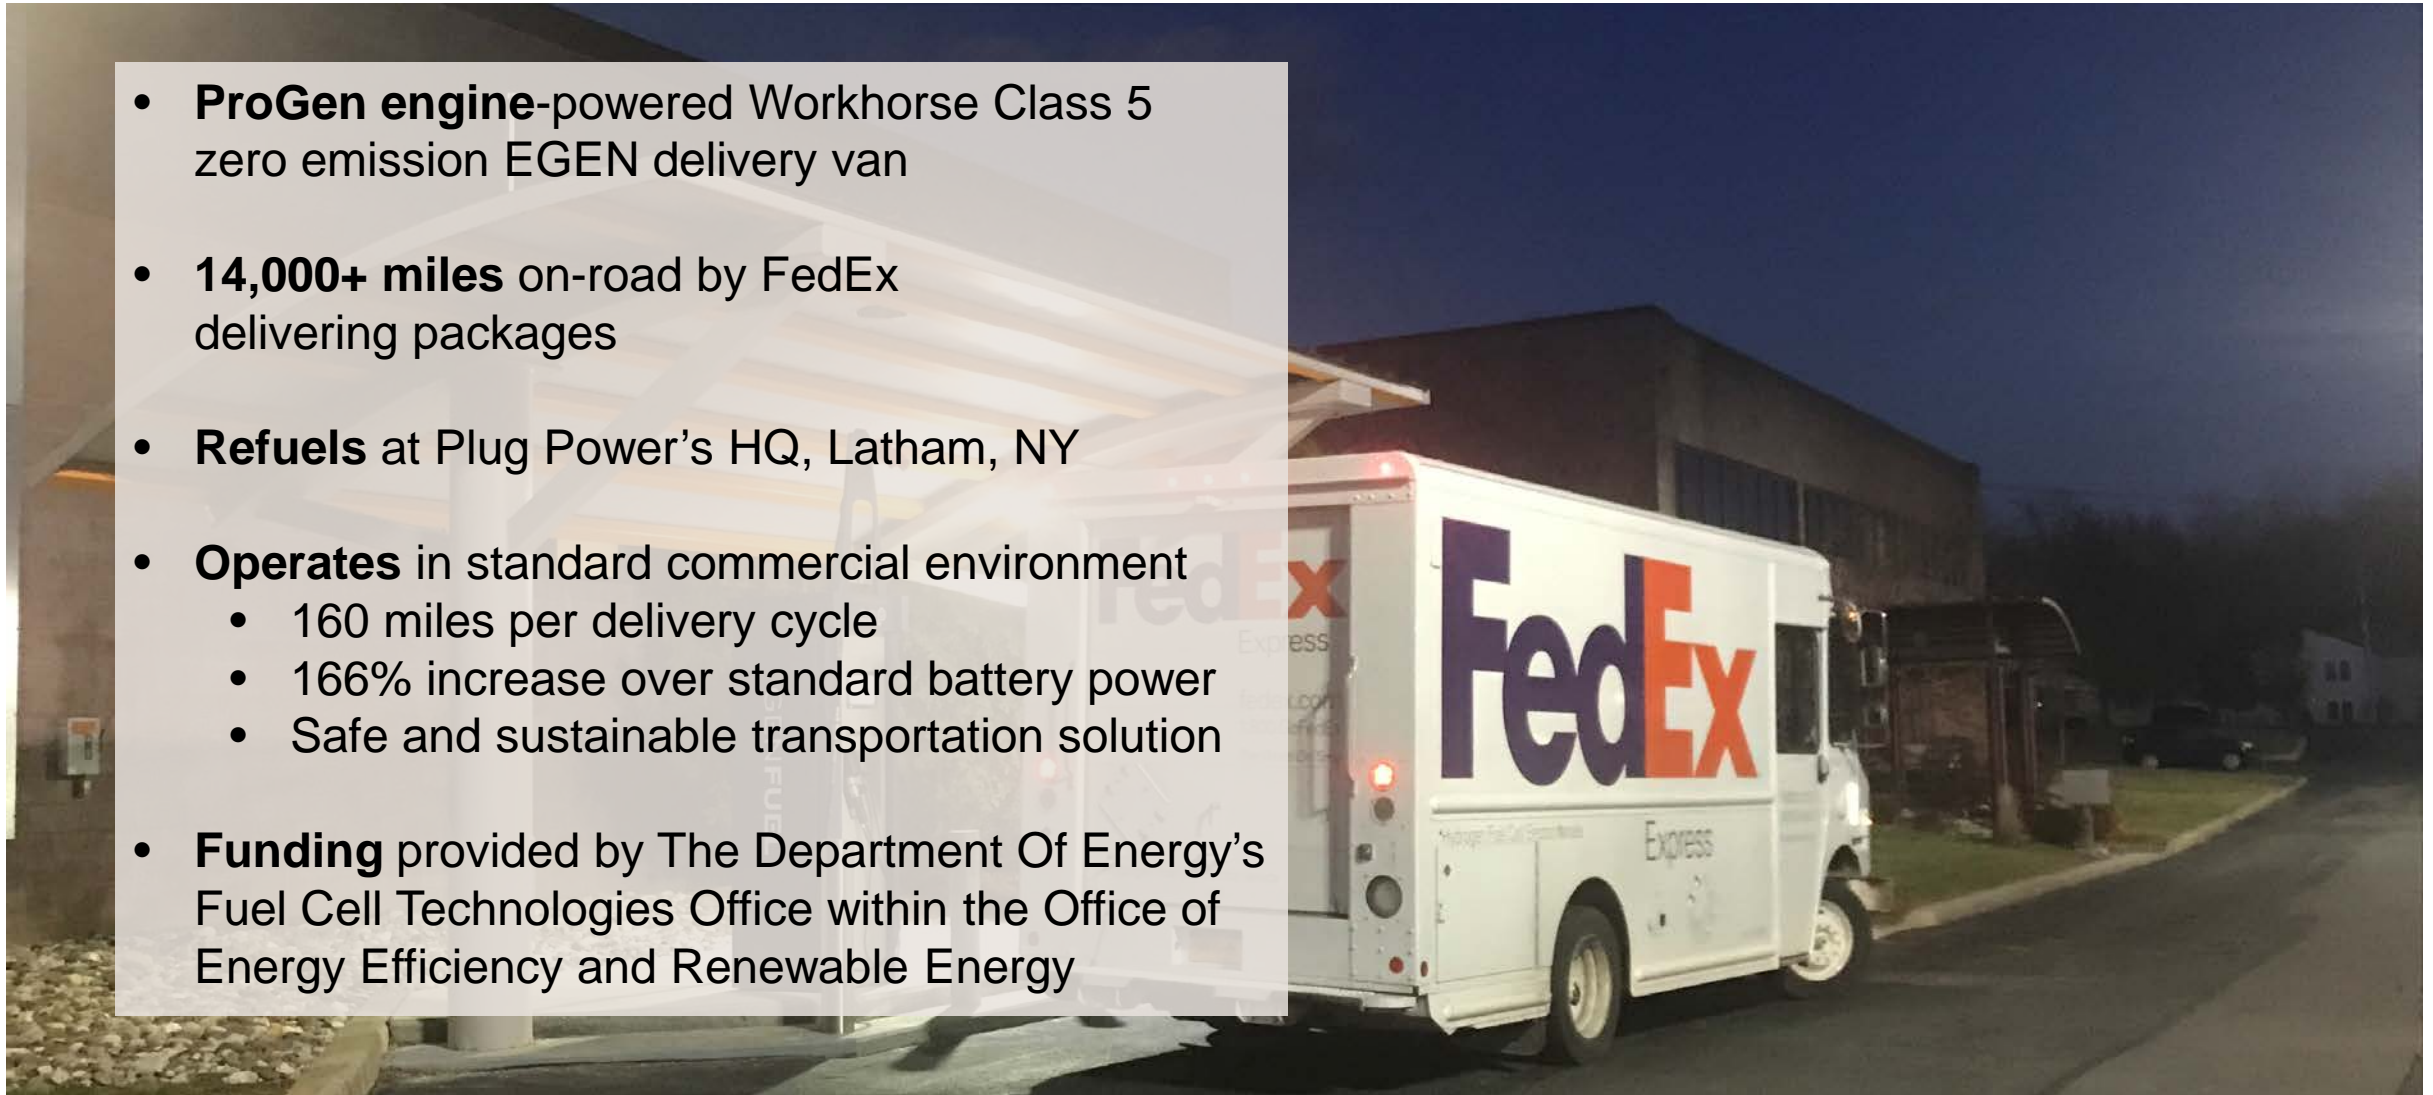 • ProGen engine-powered Workhorse Class 5
zero emission EGEN delivery van
• 14,000+ miles on-road by FedEx
delivering packages
• Refuels at Plug Power’s HQ, Latham, NY
• Operates in standard commercial environment
• 160 miles per delivery cycle
• 166% increase over standard battery power
• Safe and sustainable transportation solution
• Funding provided by The Department Of Energy’s
Fuel Cell Technologies Office within the Office of
Energy Efficiency and Renewable Energy
FedEx
Express
FedEx
Express